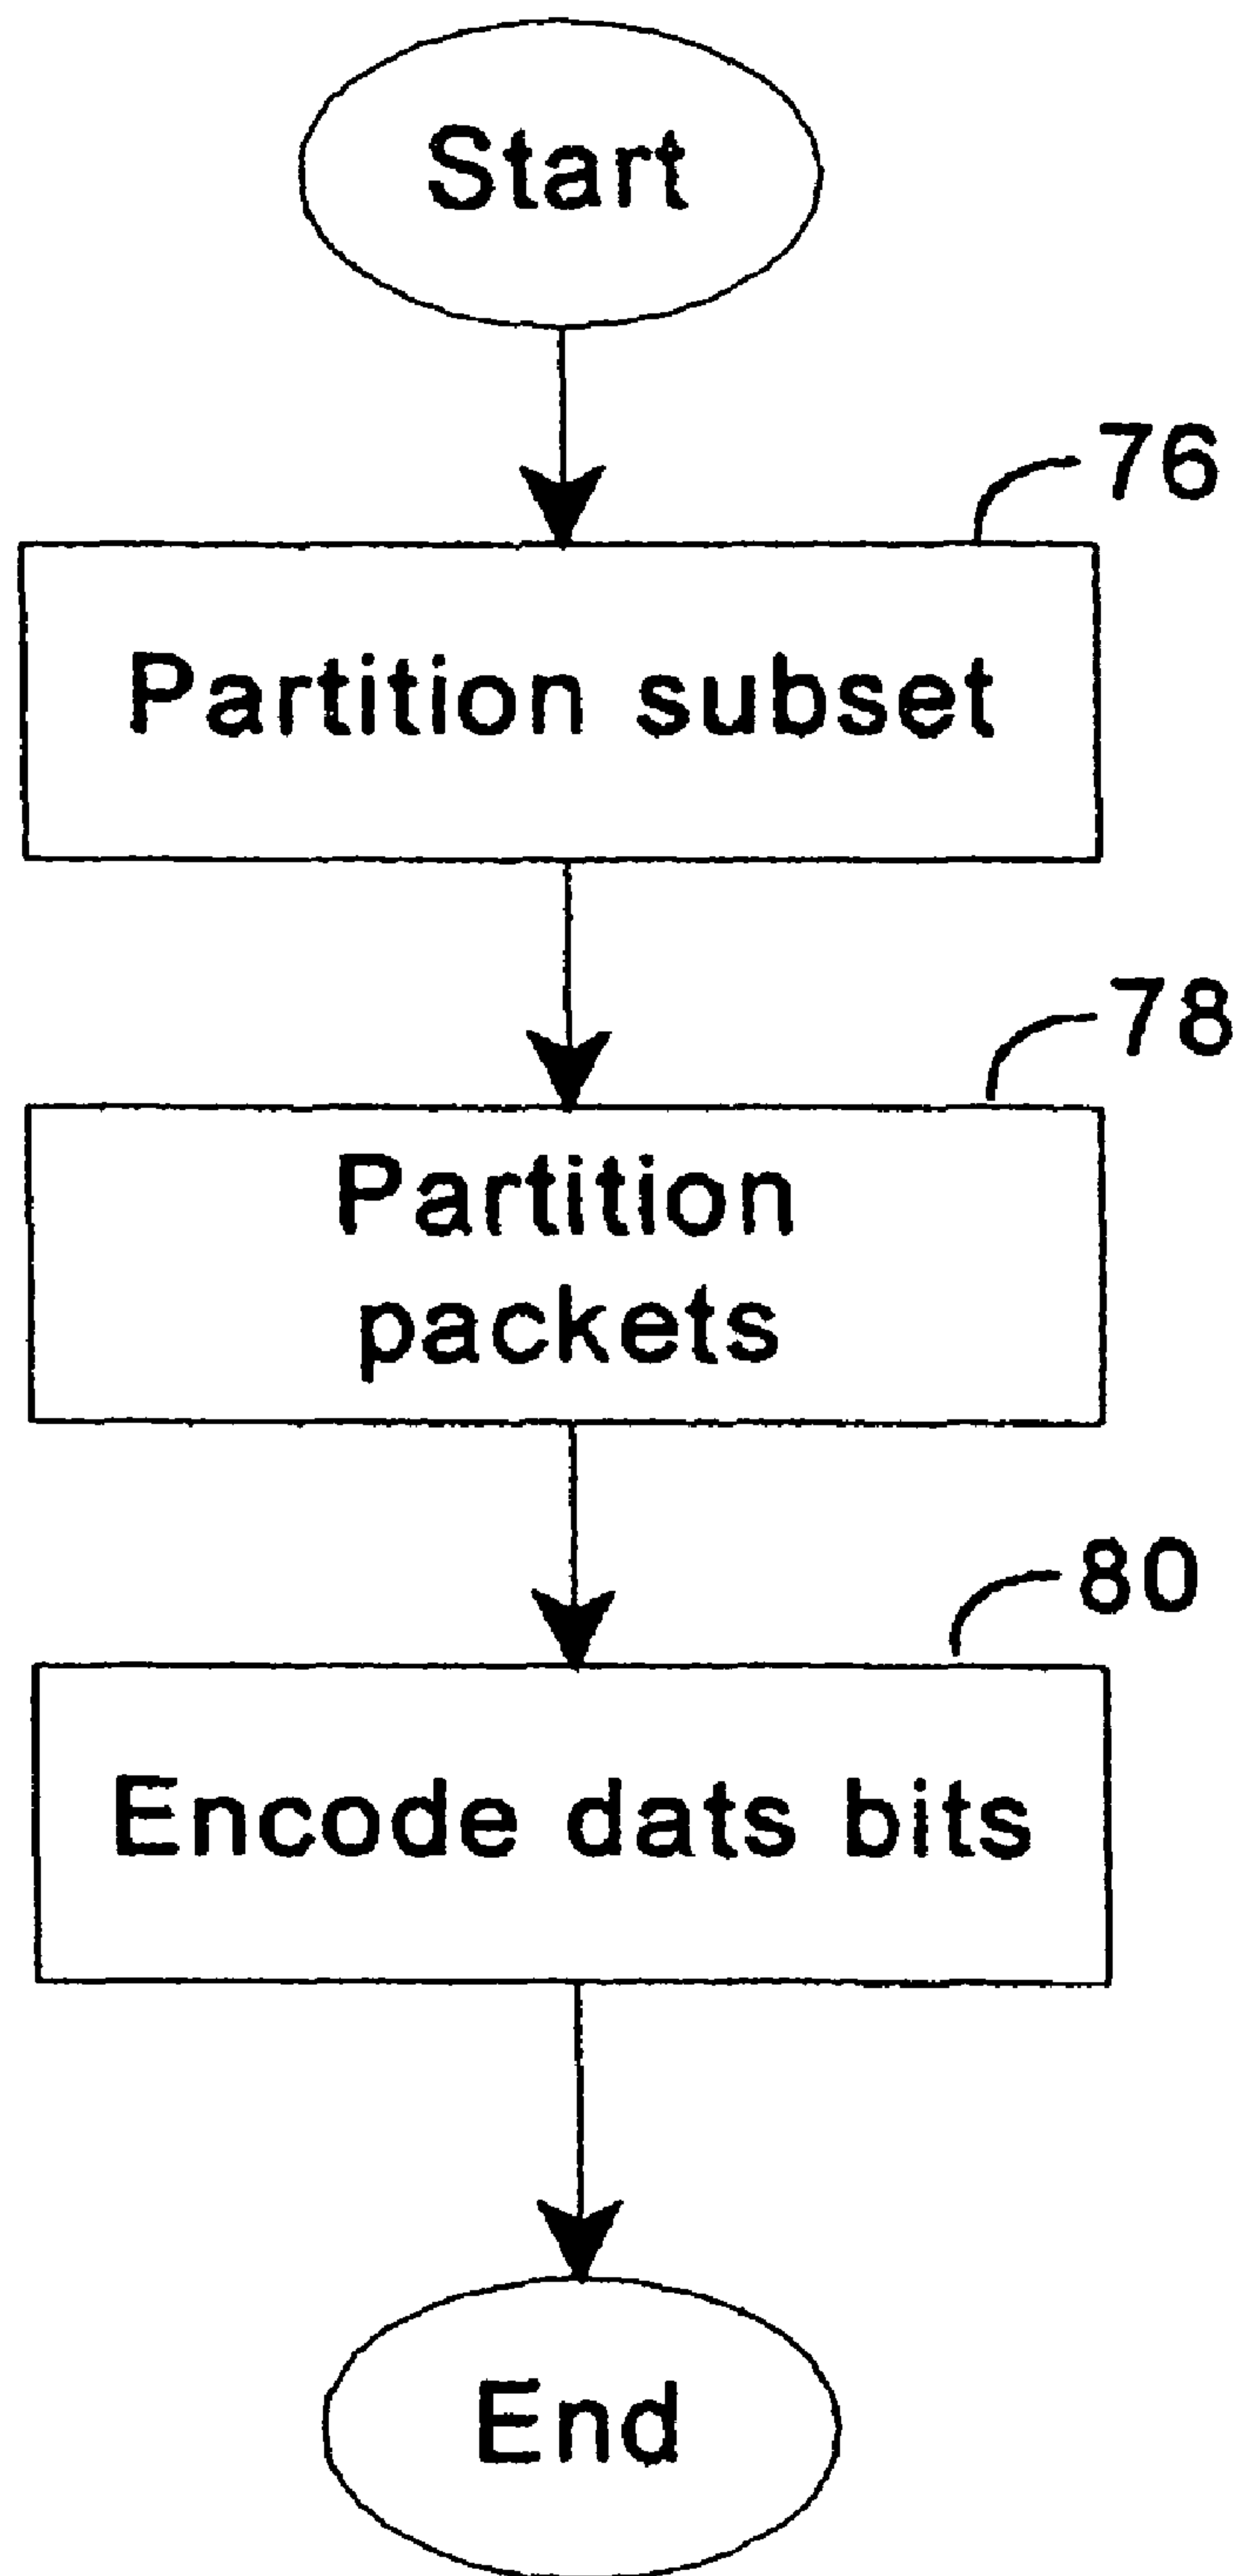 Start
76
Partition subset
78
Partition
packets
80
Encode dats bits
End